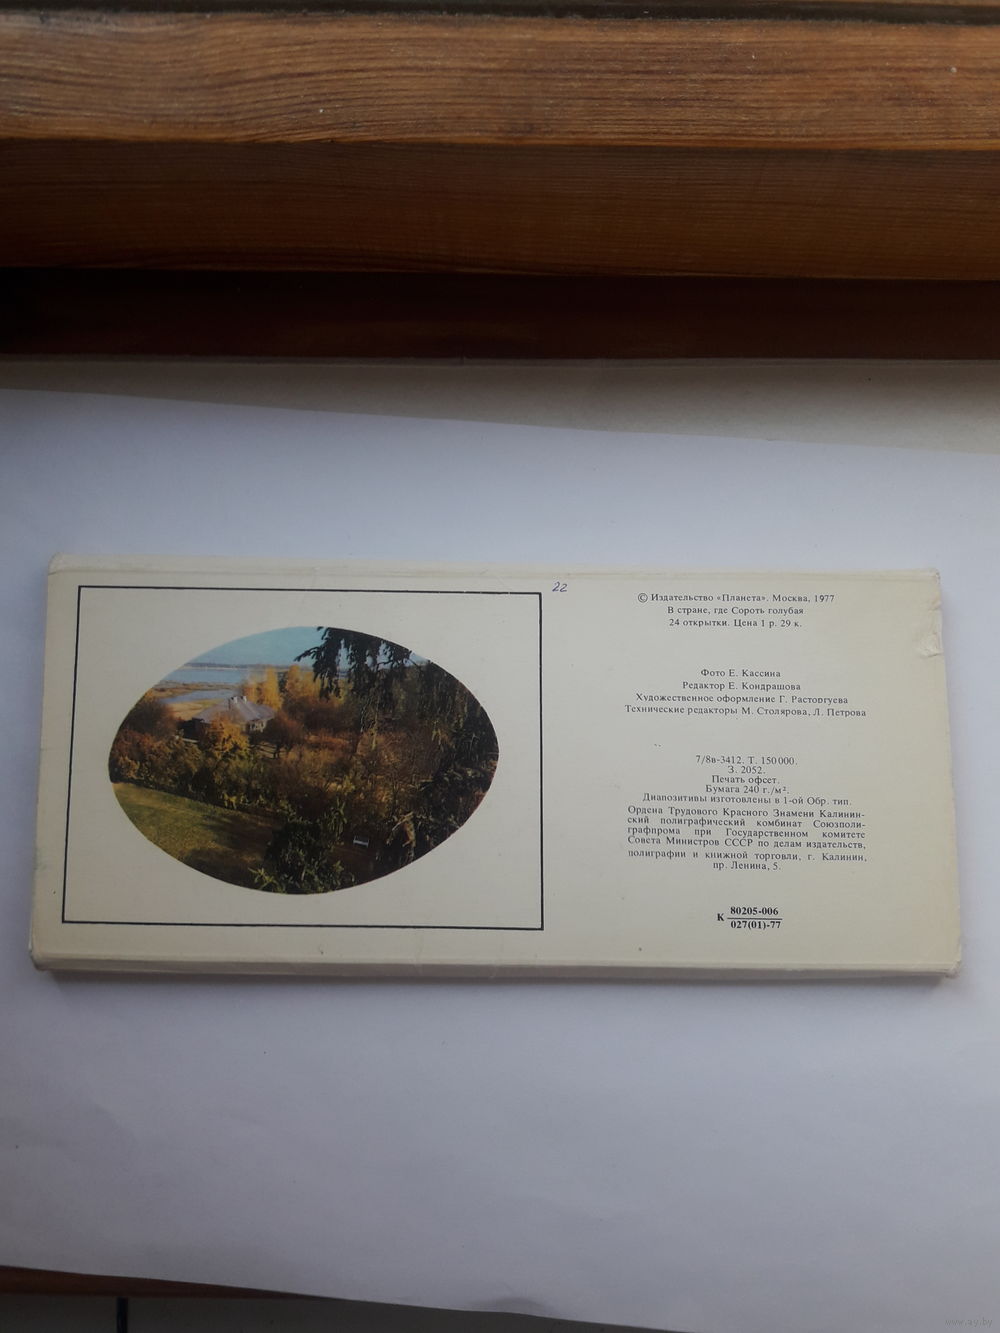 22
© Издательство «Планета». Москва, 1977
В стране, где Сороть голубая
24 открытки. Цена 1 р. 29 к.
Фото Е. Кассина
Редактор Е. Кондрашова
Художественное оформление Г. Расторгуева
Технические редакторы М. Столярова, Л. Петрова
7/8в-3412. Т. 150 000.
З. 2052.
Печать офсет.
Бумага 240 г./м².
Диапозитивы изготовлены в 1-ой Обр. тип.
Ордена Трудового Красного Знамени Калинин-
ский полиграфический комбинат Союзполи-
графпрома при Государственном комитете
Совета Министров СССР по делам издательств,
полиграфии и книжной торговли, г. Калинин,
пр. Ленина, 5.
К 80205-006
027(01)-77
www.ay.by